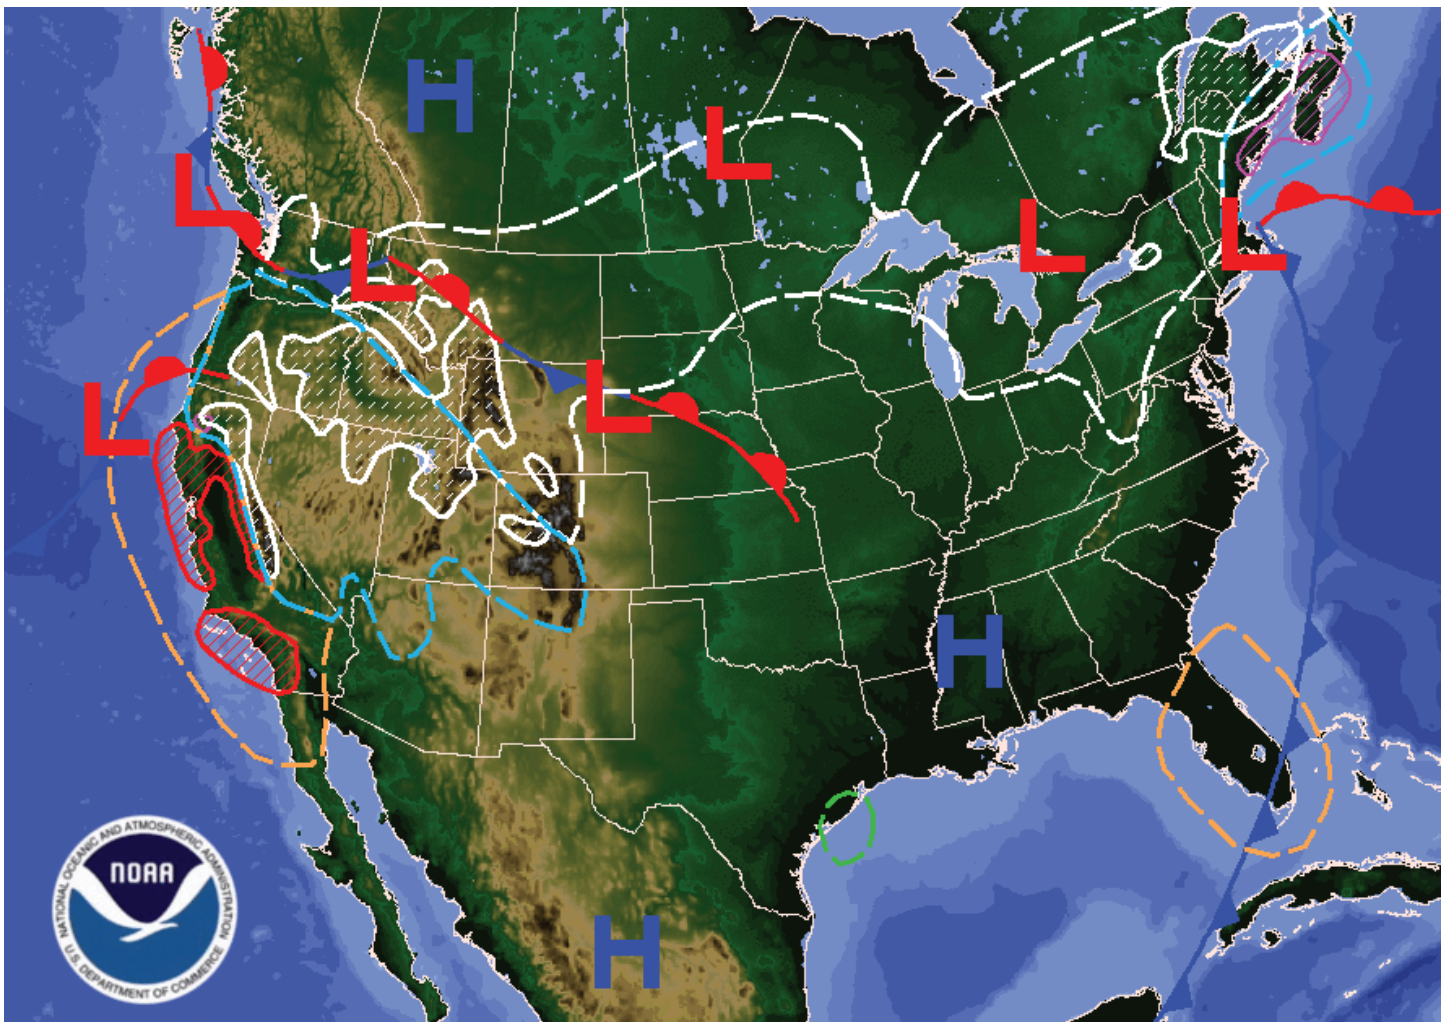 H
L
L
L
L
L
L
L
H
H
NATIONAL OCEANIC AND ATMOSPHERIC ADMINISTRATION
NOAA
U.S. DEPARTMENT OF COMMERCE